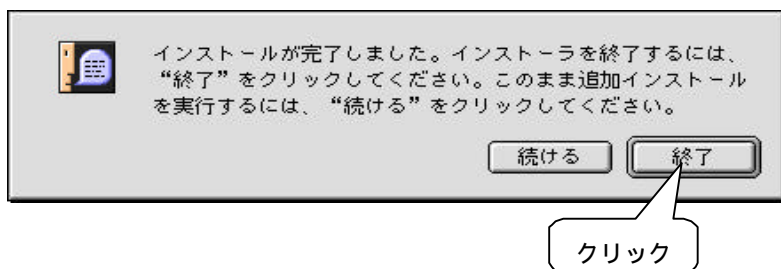 インストールが完了しました。インストーラを終了するには、
“終了”をクリックしてください。このまま追加インストール
を実行するには、“続ける”をクリックしてください。
続ける 終了
クリック